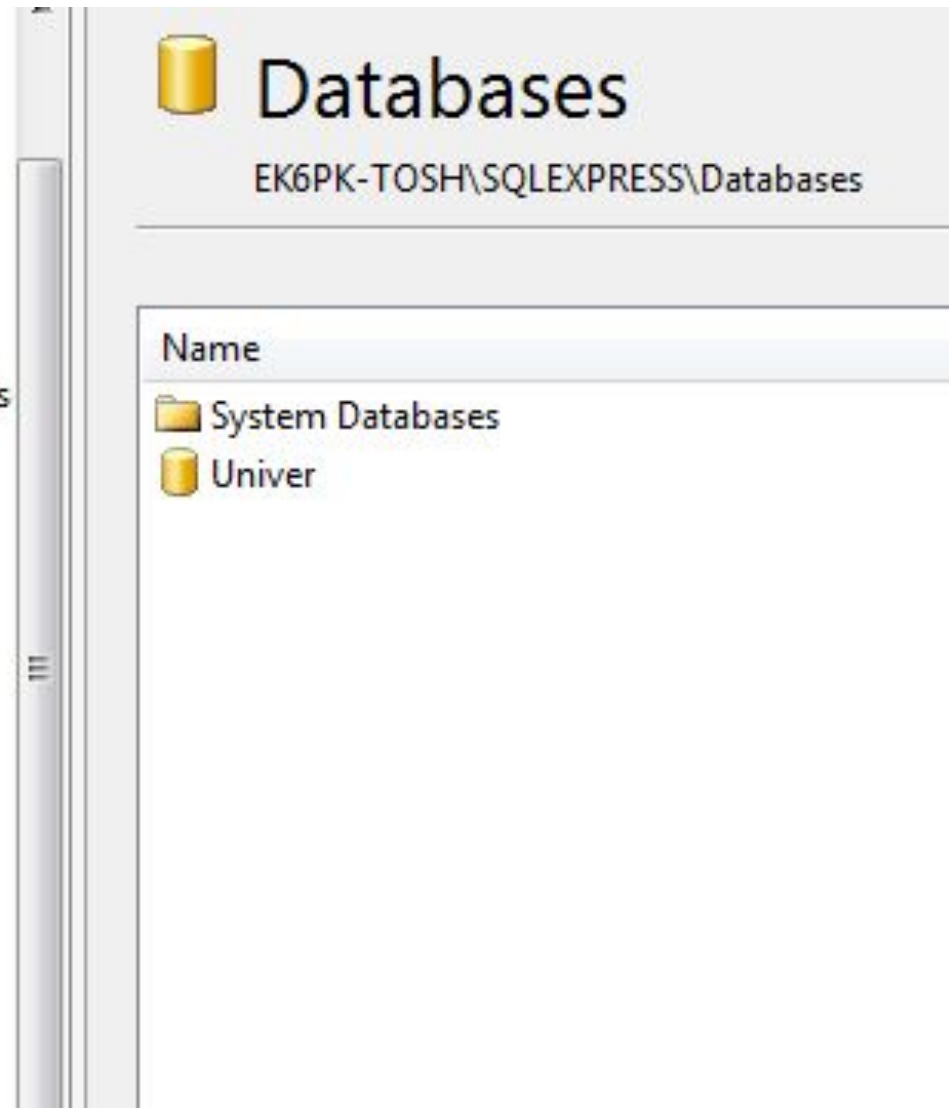 Databases
EK6PK-TOSH\SQLEXPRESS\Databases
Name
System Databases
Univer